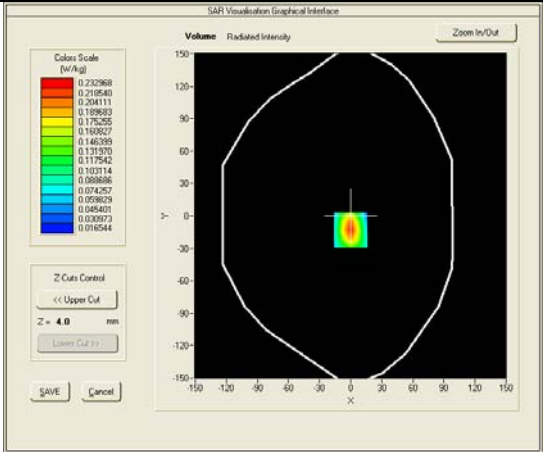 SAR Visualisation Graphical Interface
Volume Radiated Intensity
Zoom In/Out
Colors Scale
(W/kg)
0.232968
0.218540
0.204111
0.189683
0.175255
0.160827
0.146399
0.131970
0.117542
0.103114
0.088686
0.074257
0.059829
0.045401
0.030973
0.016544
Z-Cuts Control
<< Upper Cut
Z = 4.0 mm
Lower Cut >>
SAVE Cancel
150-
120-
90-
60-
30-
0-
-30-
-60-
-90-
-120-
-150-
Y
-150 -120 -90 -60 -30 0 30 60 90 120 150
X